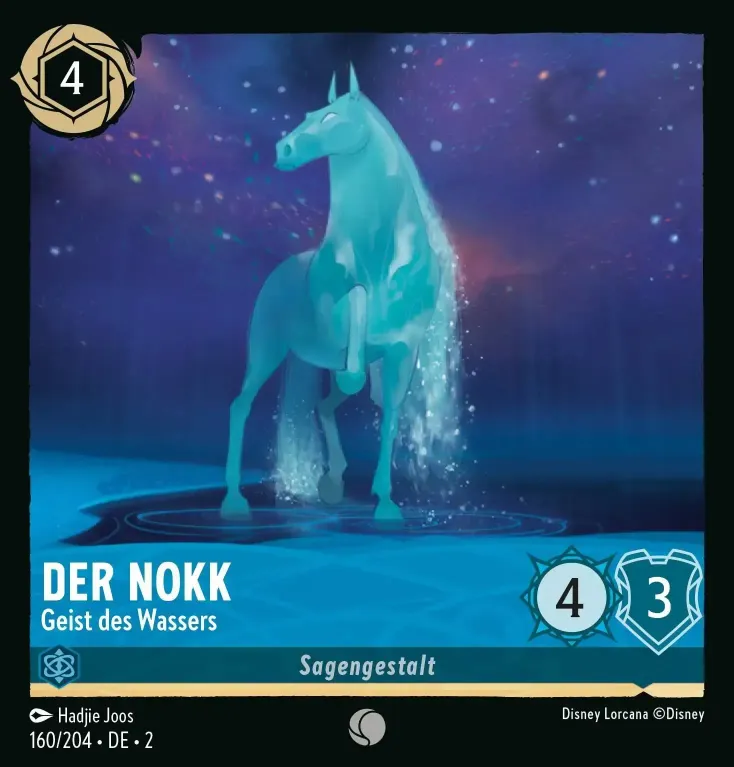 4
DER NOKK
Geist des Wassers
4 3
Sagengestalt
Hadjie Joos
Disney Lorcana ©Disney
160/204 • DE • 2